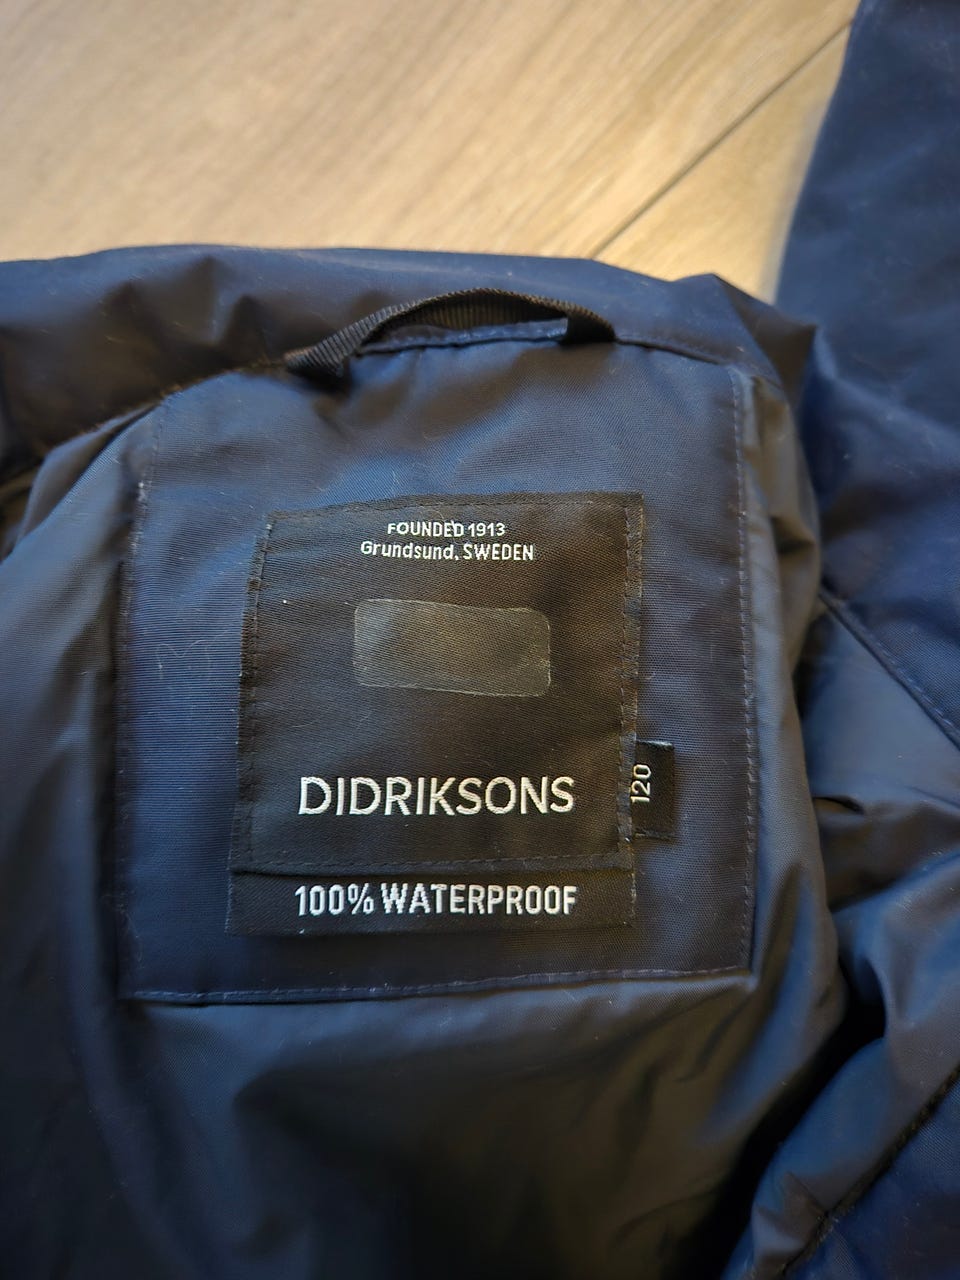 FOUNDED 1913
Grundsund, SWEDEN
DIDRIKSONS
120
100% WATERPROOF